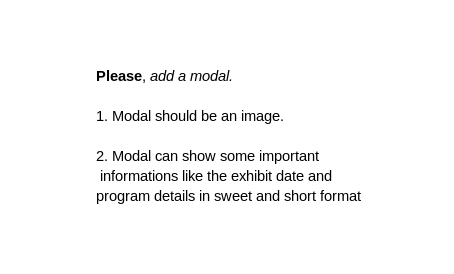 Please, add a modal.
1. Modal should be an image.
2. Modal can show some important
informations like the exhibit date and
program details in sweet and short format